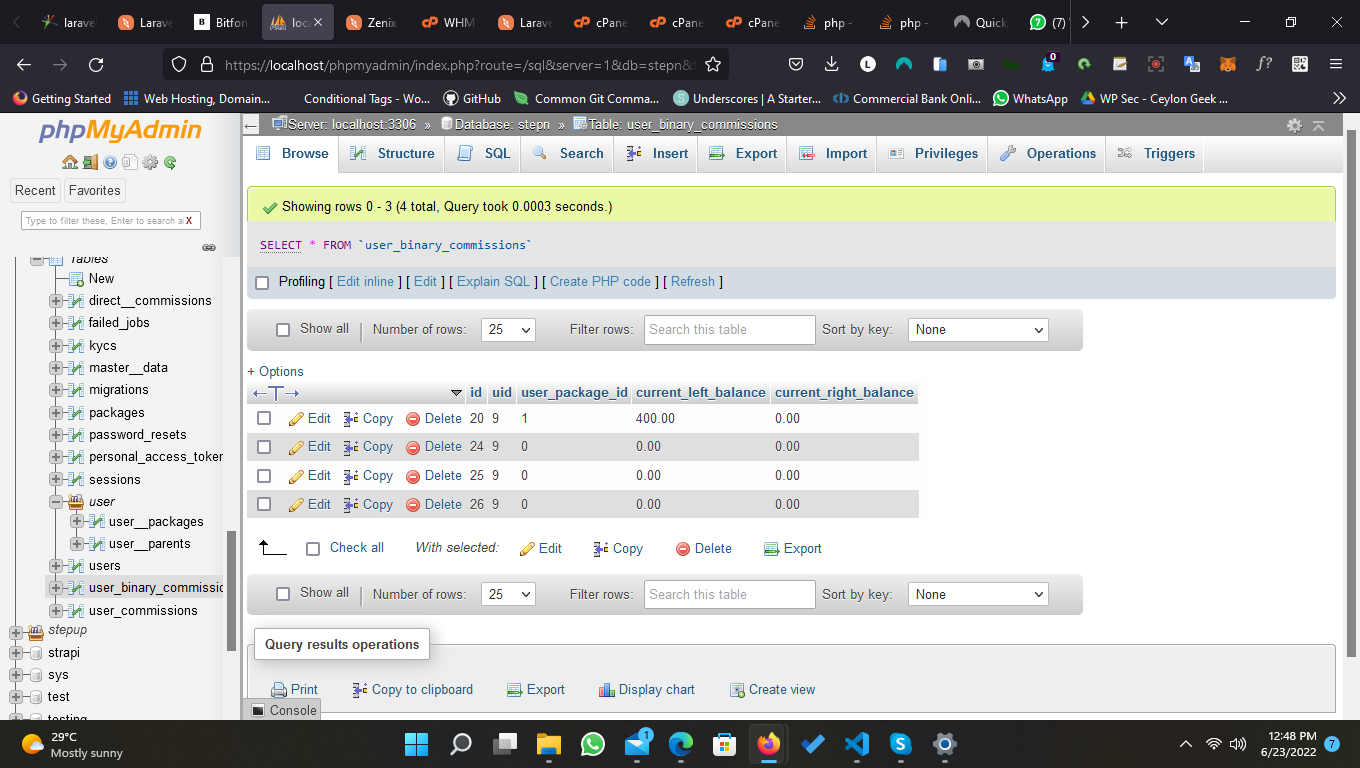 laravel
Larave
Bitfon
loca
Zenix
WHM
Larave
cPane
cPane
cPane
php -
php -
Quick
(7)
https://localhost/phpmyadmin/index.php?route=/sql&server=1&db=stepn&
0
Getting Started
Web Hosting, Domain...
Conditional Tags - Wo...
GitHub
Common Git Comma...
Underscores | A Starter...
Commercial Bank Onli...
WhatsApp
WP Sec - Ceylon Geek ...
phpMyAdmin
Recent
Favorites
Type to filter these, Enter to search a
X
Tables
New
direct__commissions
failed_jobs
kycs
master__data
migrations
packages
password_resets
personal_access_token
sessions
user
user__packages
user__parents
users
user_binary_commissio
user_commissions
stepup
strapi
sys
test
testing
Server: localhost:3306 » Database: stepn » Table: user_binary_commissions
Browse
Structure
SQL
Search
Insert
Export
Import
Privileges
Operations
Triggers
Showing rows 0 - 3 (4 total, Query took 0.0003 seconds.)
SELECT * FROM `user_binary_commissions`
Profiling [ Edit inline ] [ Edit ] [ Explain SQL ] [ Create PHP code ] [ Refresh ]
Show all
Number of rows:
25
Filter rows:
Search this table
Sort by key:
None
+ Options
←T→ id uid user_package_id current_left_balance current_right_balance
Edit Copy Delete 20 9 1 400.00 0.00
Edit Copy Delete 24 9 0 0.00 0.00
Edit Copy Delete 25 9 0 0.00 0.00
Edit Copy Delete 26 9 0 0.00 0.00
Check all
With selected:
Edit
Copy
Delete
Export
Show all
Number of rows:
25
Filter rows:
Search this table
Sort by key:
None
Query results operations
Print
Copy to clipboard
Export
Display chart
Create view
Console
29°C
Mostly sunny
1
12:48 PM
6/23/2022
7